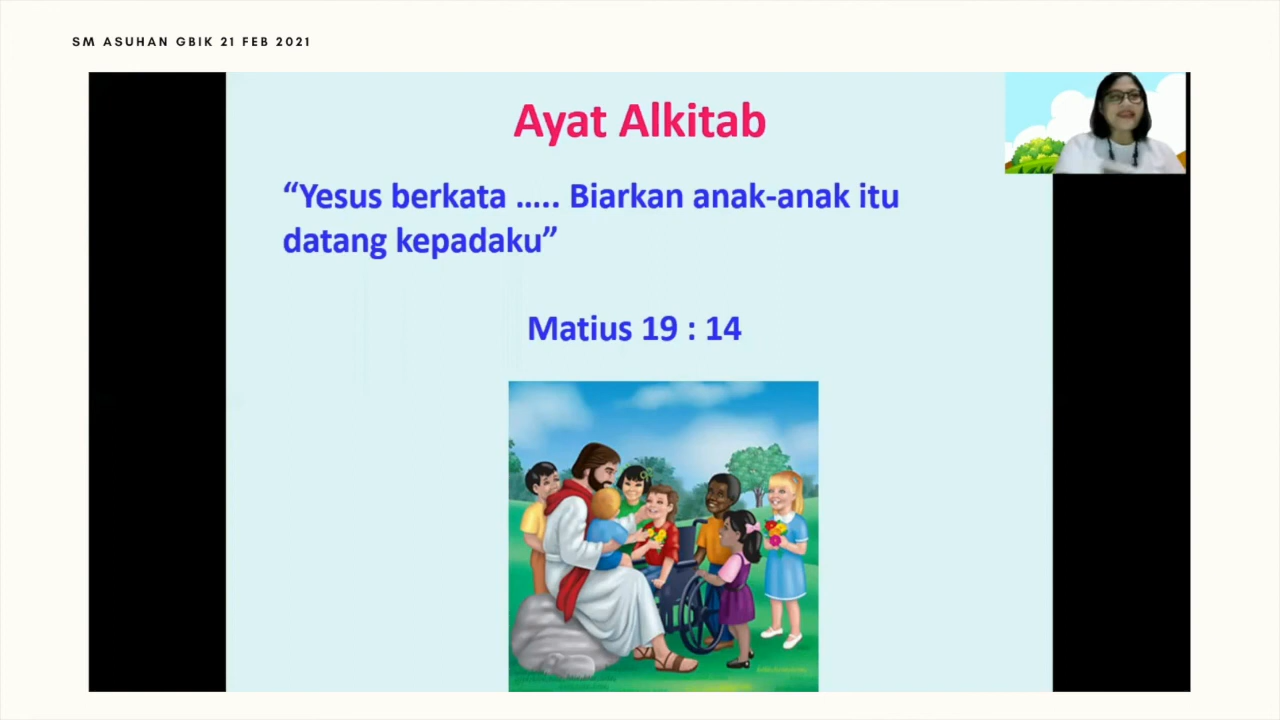 SM ASUHAN GBIK 21 FEB 2021
Ayat Alkitab
“Yesus berkata ..... Biarkan anak-anak itu
datang kepadaku”
Matius 19 : 14